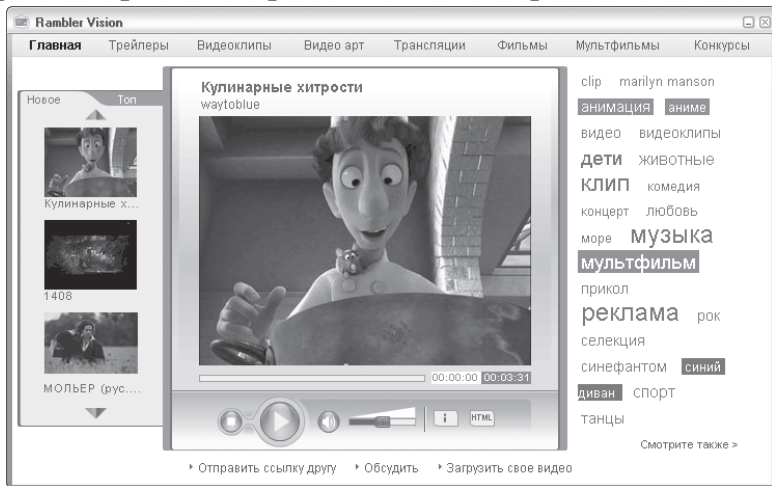 Rambler Vision
Главная Трейлеры Видеоклипы Видео арт Трансляции Фильмы Мультфильмы Конкурсы
Новое Топ
Кулинарные х...
1408
МОЛЬЕР (рус....
Кулинарные хитрости
waytoblue
00:00:00 00:03:31
i HTML
clip marilyn manson
анимация аниме
видео видеоклипы
дети животные
клип комедия
концерт любовь
море музыка
мультфильм
прикол
реклама рок
селекция
синефантом синий
диван спорт
танцы
Смотрите также »
Отправить ссылку другу Обсудить Загрузить свое видео